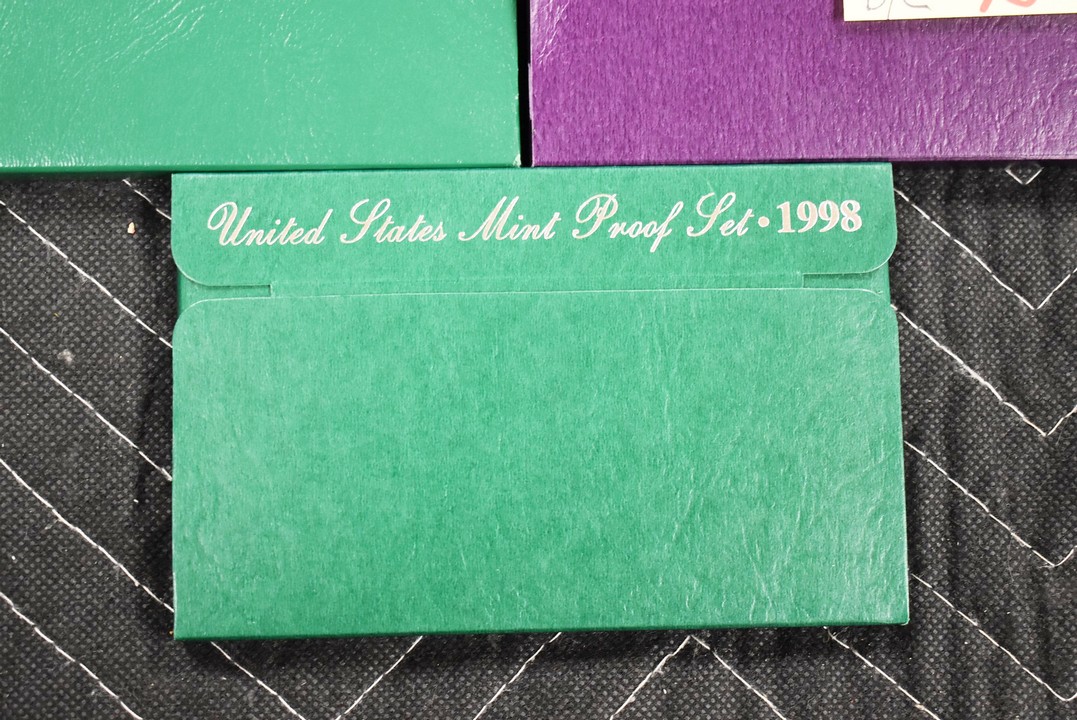 United States Mint Proof Set • 1998